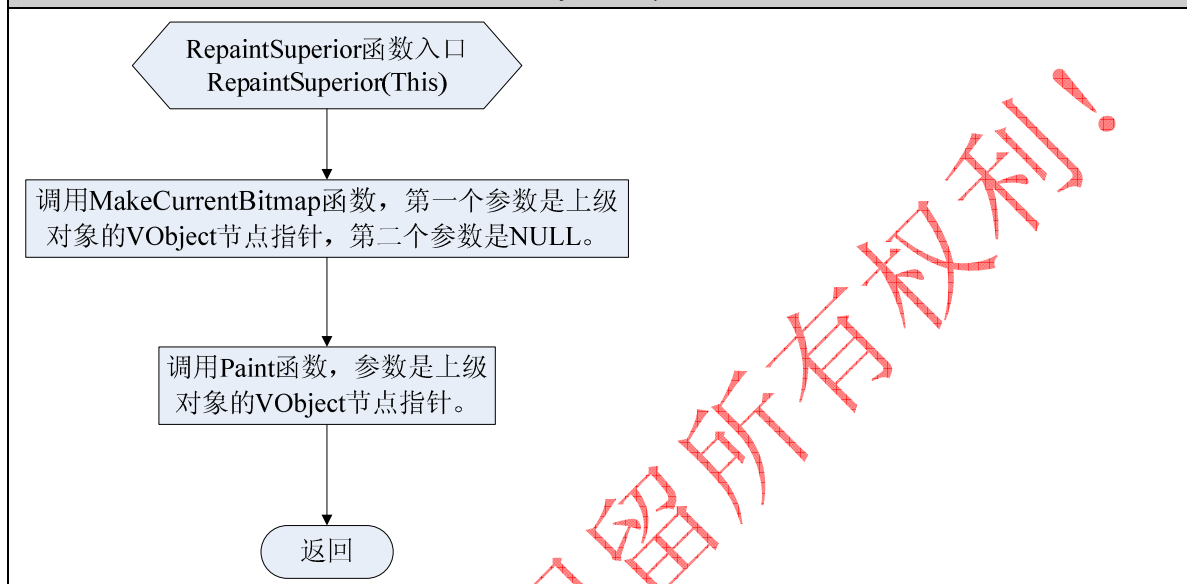 RepaintSuperior函数入口
RepaintSuperior(This)
调用MakeCurrentBitmap函数，第一个参数是上级
对象的VObject节点指针，第二个参数是NULL。
调用Paint函数，参数是上级
对象的VObject节点指针。
返回
留所有权利！